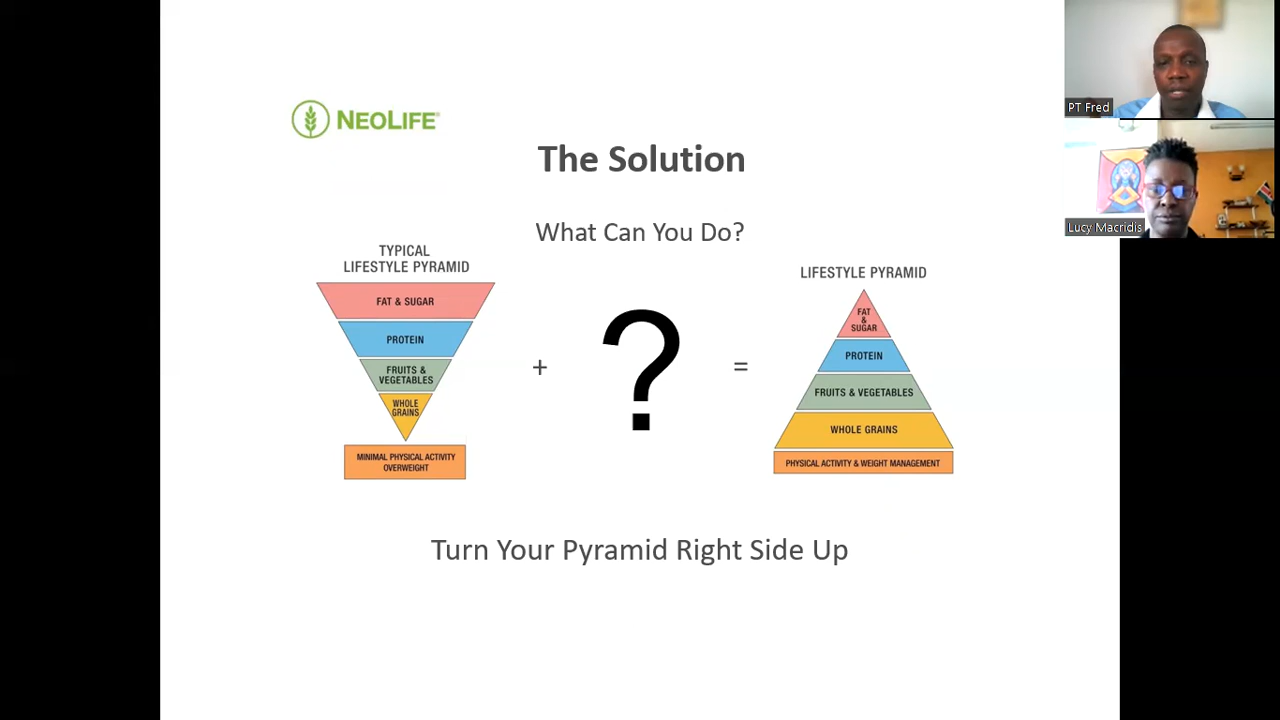 NEOLIFE®
The Solution
What Can You Do?
TYPICAL
LIFESTYLE PYRAMID
FAT & SUGAR
PROTEIN
FRUITS &
VEGETABLES
WHOLE
GRAINS
MINIMAL PHYSICAL ACTIVITY
OVERWEIGHT
+
?
=
LIFESTYLE PYRAMID
FAT
&
SUGAR
PROTEIN
FRUITS & VEGETABLES
WHOLE GRAINS
PHYSICAL ACTIVITY & WEIGHT MANAGEMENT
Turn Your Pyramid Right Side Up
PT Fred
Lucy Macridis